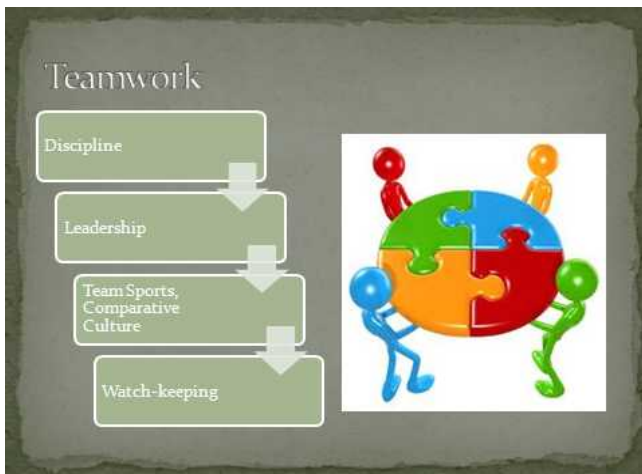 Teamwork
Discipline
Leadership
Team Sports,
Comparative
Culture
Watch-keeping